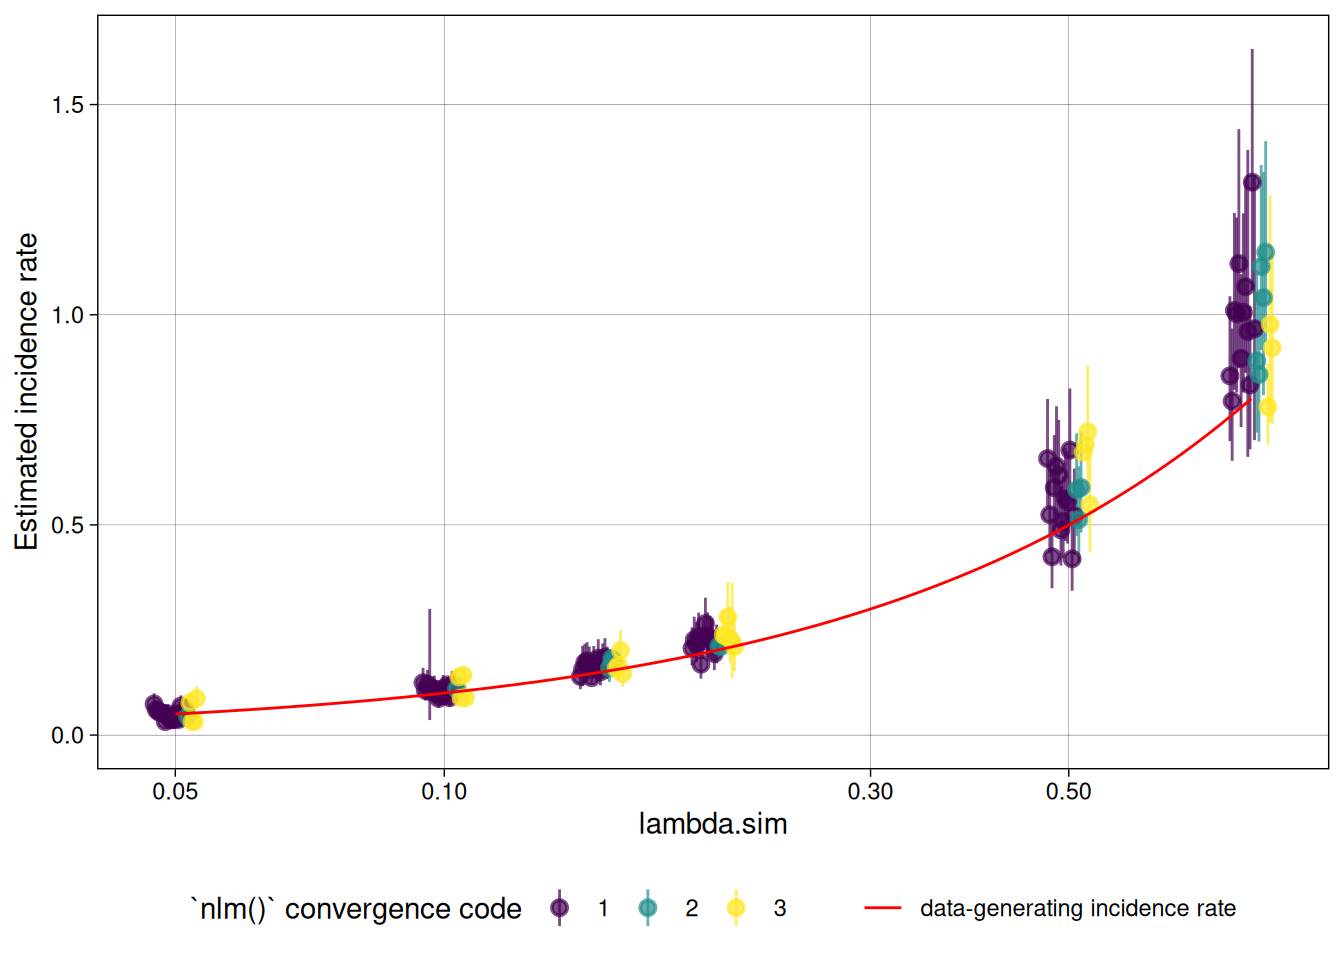 1.5
1.0
0.5
0.0
Estimated incidence rate
0.05 0.10 0.30 0.50
lambda.sim
`nlm()` convergence code 1 2 3 data-generating incidence rate